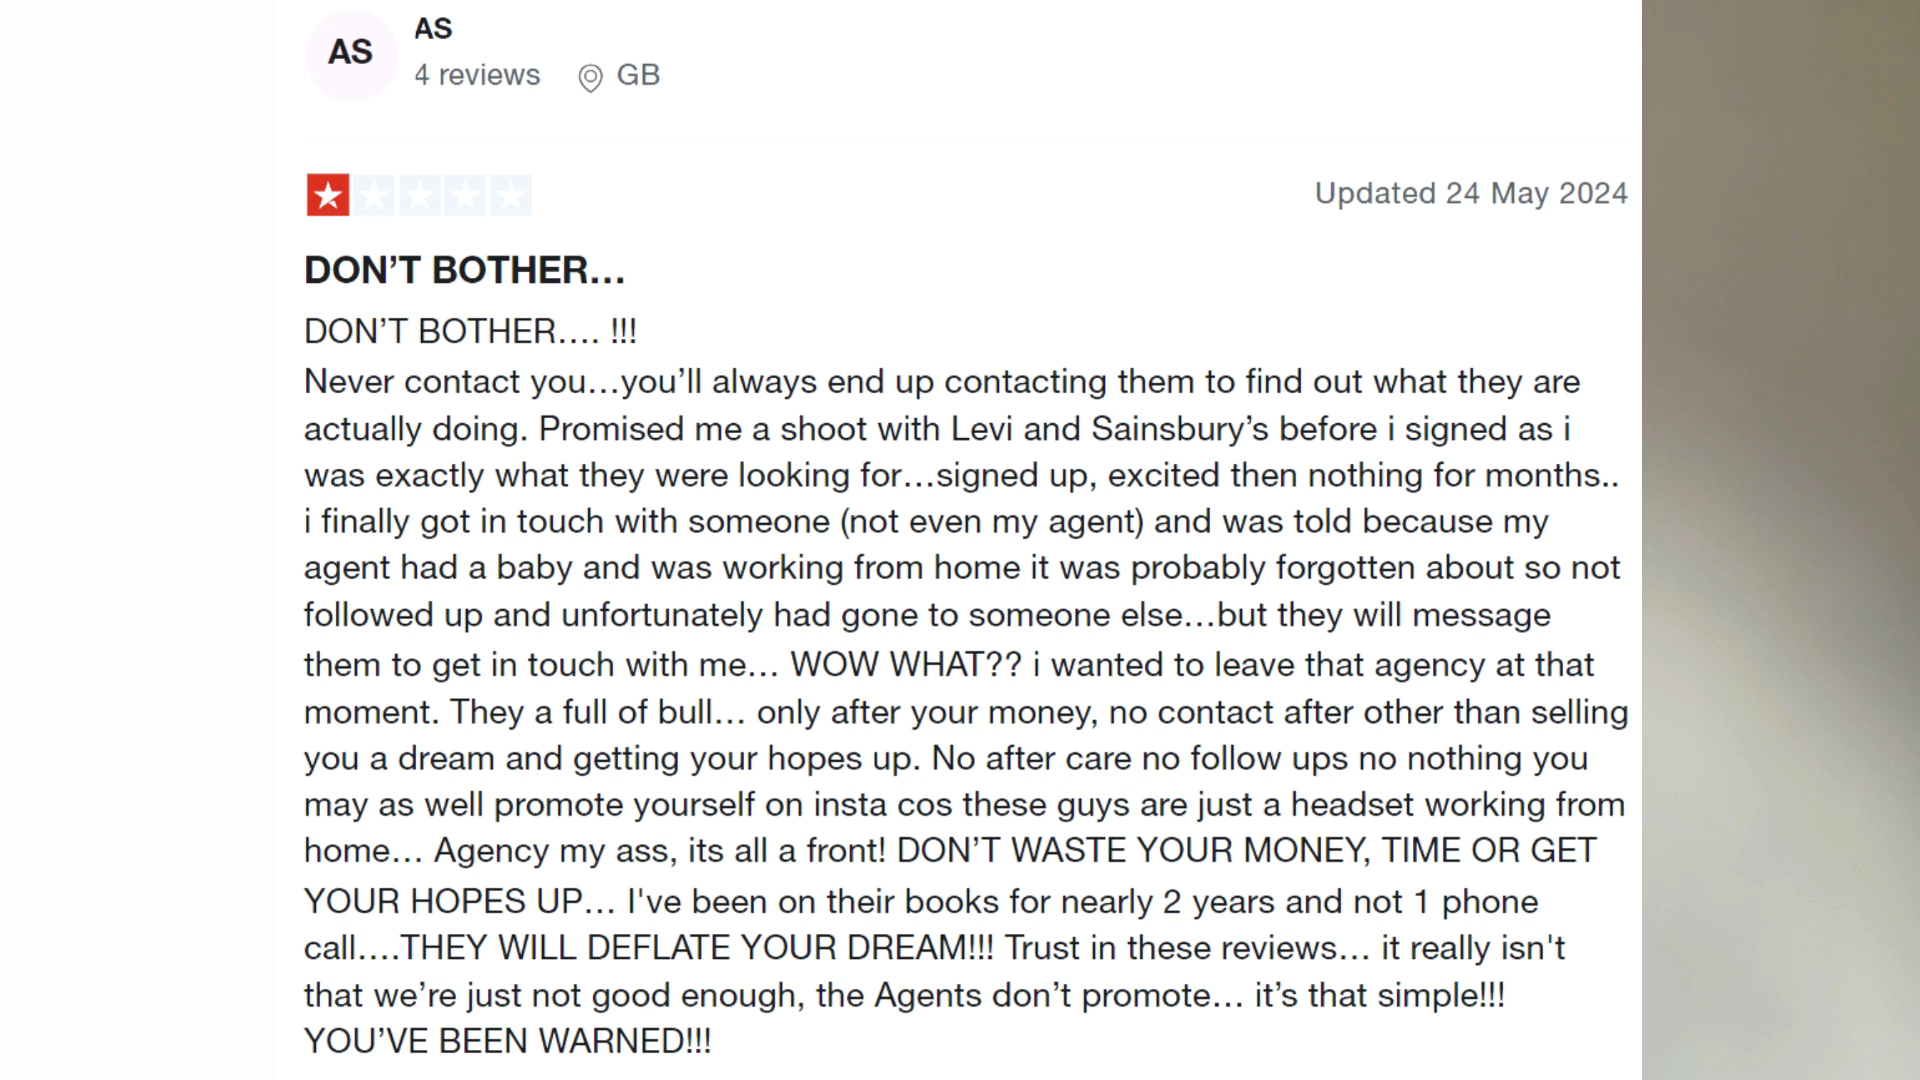 AS
AS
4 reviews GB
Updated 24 May 2024
DON’T BOTHER…
DON’T BOTHER…. !!!
Never contact you…you’ll always end up contacting them to find out what they are
actually doing. Promised me a shoot with Levi and Sainsbury’s before i signed as i
was exactly what they were looking for…signed up, excited then nothing for months..
i finally got in touch with someone (not even my agent) and was told because my
agent had a baby and was working from home it was probably forgotten about so not
followed up and unfortunately had gone to someone else…but they will message
them to get in touch with me… WOW WHAT?? i wanted to leave that agency at that
moment. They a full of bull… only after your money, no contact after other than selling
you a dream and getting your hopes up. No after care no follow ups no nothing you
may as well promote yourself on insta cos these guys are just a headset working from
home… Agency my ass, its all a front! DON’T WASTE YOUR MONEY, TIME OR GET
YOUR HOPES UP… I've been on their books for nearly 2 years and not 1 phone
call….THEY WILL DEFLATE YOUR DREAM!!! Trust in these reviews… it really isn't
that we’re just not good enough, the Agents don’t promote… it’s that simple!!!
YOU’VE BEEN WARNED!!!